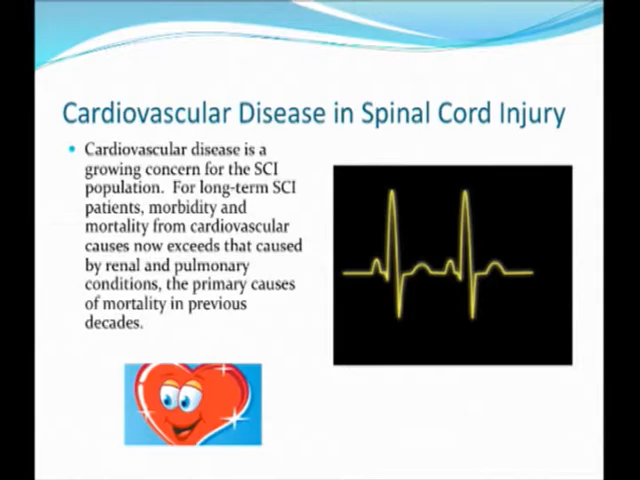 Cardiovascular Disease in Spinal Cord Injury
Cardiovascular disease is a
growing concern for the SCI
population.  For long-term SCI
patients, morbidity and
mortality from cardiovascular
causes now exceeds that caused
by renal and pulmonary
conditions, the primary causes
of mortality in previous
decades.